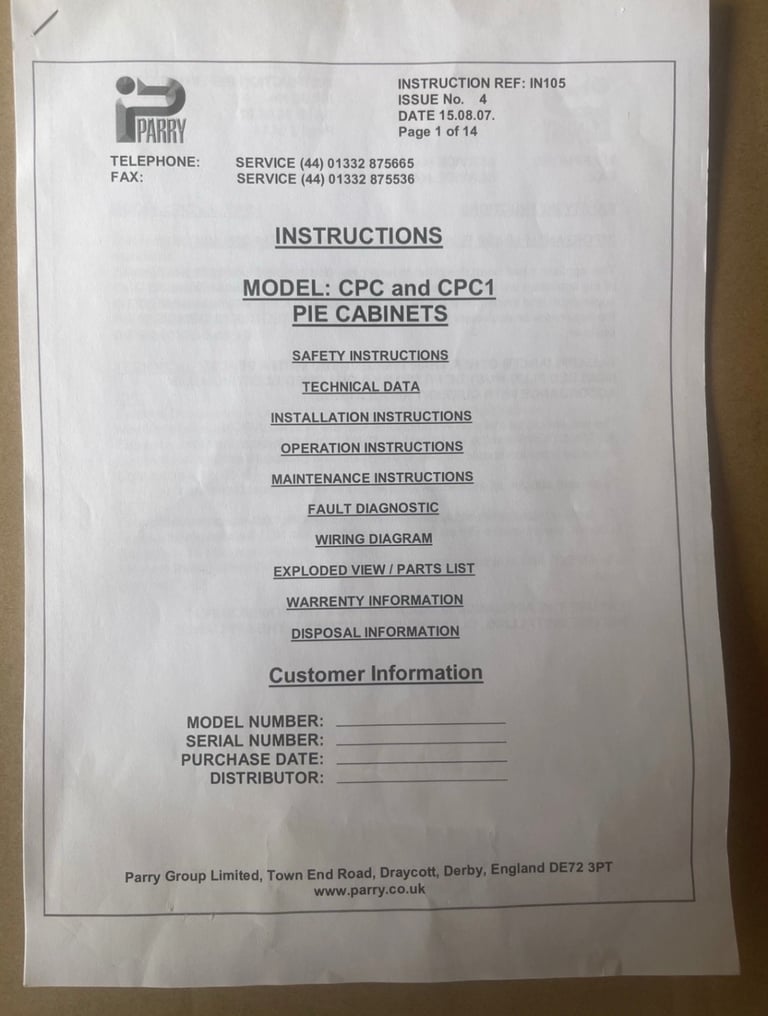 PARRY
INSTRUCTION REF: IN105
ISSUE No. 4
DATE 15.08.07.
Page 1 of 14
TELEPHONE: SERVICE (44) 01332 875665
FAX: SERVICE (44) 01332 875536
INSTRUCTIONS
MODEL: CPC and CPC1
PIE CABINETS
SAFETY INSTRUCTIONS
TECHNICAL DATA
INSTALLATION INSTRUCTIONS
OPERATION INSTRUCTIONS
MAINTENANCE INSTRUCTIONS
FAULT DIAGNOSTIC
WIRING DIAGRAM
EXPLODED VIEW / PARTS LIST
WARRENTY INFORMATION
DISPOSAL INFORMATION
Customer Information
MODEL NUMBER:
SERIAL NUMBER:
PURCHASE DATE:
DISTRIBUTOR:
Parry Group Limited, Town End Road, Draycott, Derby, England DE72 3PT
www.parry.co.uk